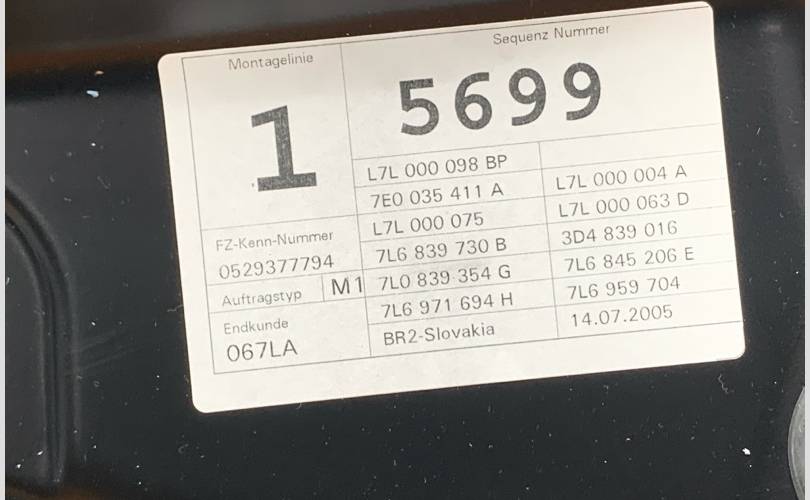 Montagelinie
1
Sequenz Nummer
5699
L7L 000 098 BP
7E0 035 411 A L7L 000 004 A
L7L 000 075 L7L 000 063 D
7L6 839 730 B 3D4 839 016
7L0 839 354 G 7L6 845 206 E
7L6 971 694 H 7L6 959 704
BR2-Slovakia 14.07.2005
FZ-Kenn-Nummer
0529377794
Auftragstyp M1
Endkunde
067LA